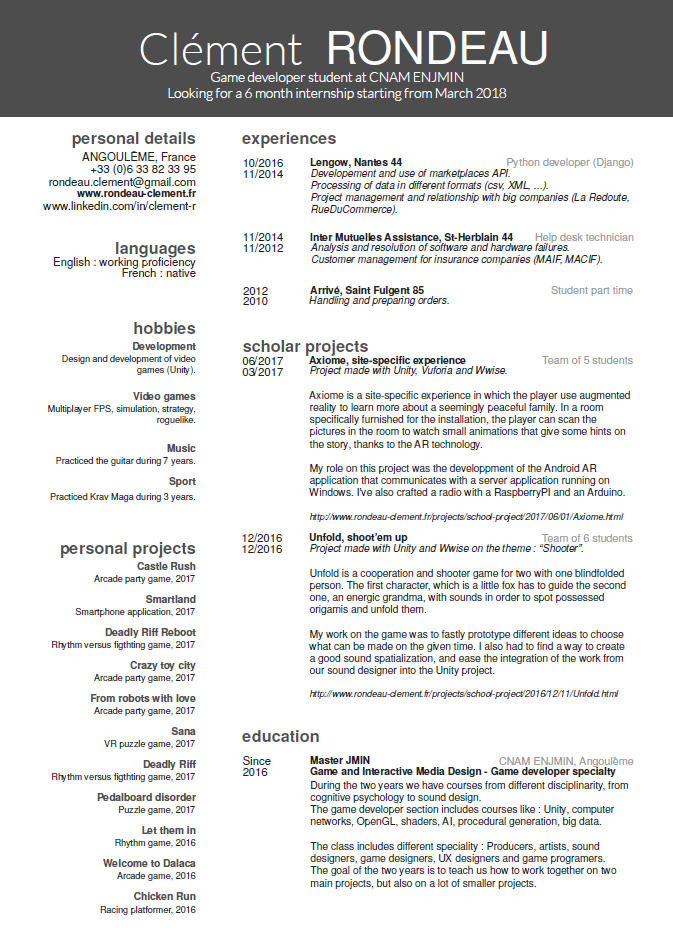 Clément RONDEAU
Game developer student at CNAM ENJMIN
Looking for a 6 month internship starting from March 2018
personal details
ANGOULÊME, France
+33 (0)6 33 82 33 95
rondeau.clement@gmail.com
www.rondeau-clement.fr
www.linkedin.com/in/clement-r
languages
English : working proficiency
French : native
hobbies
Development
Design and development of video
games (Unity).
Video games
Multiplayer FPS, simulation, strategy,
roguelike.
Music
Practiced the guitar during 7 years.
Sport
Practiced Krav Maga during 3 years.
personal projects
Castle Rush
Arcade party game, 2017
Smartland
Smartphone application, 2017
Deadly Riff Reboot
Rhythm versus figthting game, 2017
Crazy toy city
Arcade party game, 2017
From robots with love
Arcade party game, 2017
Sana
VR puzzle game, 2017
Deadly Riff
Rhythm versus figthting game, 2017
Pedalboard disorder
Puzzle game, 2017
Let them in
Rhythm game, 2016
Welcome to Dalaca
Arcade game, 2016
Chicken Run
Racing platformer, 2016
experiences
10/2016 Lengow, Nantes 44 Python developer (Django)
11/2014 Developement and use of marketplaces API.
Processing of data in different formats (csv, XML, ...).
Project management and relationship with big companies (La Redoute,
RueDuCommerce).
11/2014 Inter Mutuelles Assistance, St-Herblain 44 Help desk technician
11/2012 Analysis and resolution of software and hardware failures.
Customer management for insurance companies (MAIF, MACIF).
2012 Arrivé, Saint Fulgent 85 Student part time
2010 Handling and preparing orders.
scholar projects
06/2017 Axiome, site-specific experience Team of 5 students
03/2017 Project made with Unity, Vuforia and Wwise.
Axiome is a site-specific experience in which the player use augmented
reality to learn more about a seemingly peaceful family. In a room
specifically furnished for the installation, the player can scan the
pictures in the room to watch small animations that give some hints on
the story, thanks to the AR technology.
My role on this project was the developpment of the Android AR
application that communicates with a server application running on
Windows. I've also crafted a radio with a RaspberryPI and an Arduino.
http://www.rondeau-clement.fr/projects/school-project/2017/06/01/Axiome.html
12/2016 Unfold, shoot'em up Team of 6 students
12/2016 Project made with Unity and Wwise on the theme : “Shooter”.
Unfold is a cooperation and shooter game for two with one blindfolded
person. The first character, which is a little fox has to guide the second
one, an energic grandma, with sounds in order to spot possessed
origamis and unfold them.
My work on the game was to fastly prototype different ideas to choose
what can be made on the given time. I also had to find a way to create
a good sound spatialization, and ease the integration of the work from
our sound designer into the Unity project.
http://www.rondeau-clement.fr/projects/school-project/2016/12/11/Unfold.html
education
Since Master JMIN CNAM ENJMIN, Angoulême
2016 Game and Interactive Media Design - Game developer specialty
During the two years we have courses from different disciplinarity, from
cognitive psychology to sound design.
The game developer section includes courses like : Unity, computer
networks, OpenGL, shaders, AI, procedural generation, big data.
The class includes different speciality : Producers, artists, sound
designers, game designers, UX designers and game programers.
The goal of the two years is to teach us how to work together on two
main projects, but also on a lot of smaller projects.